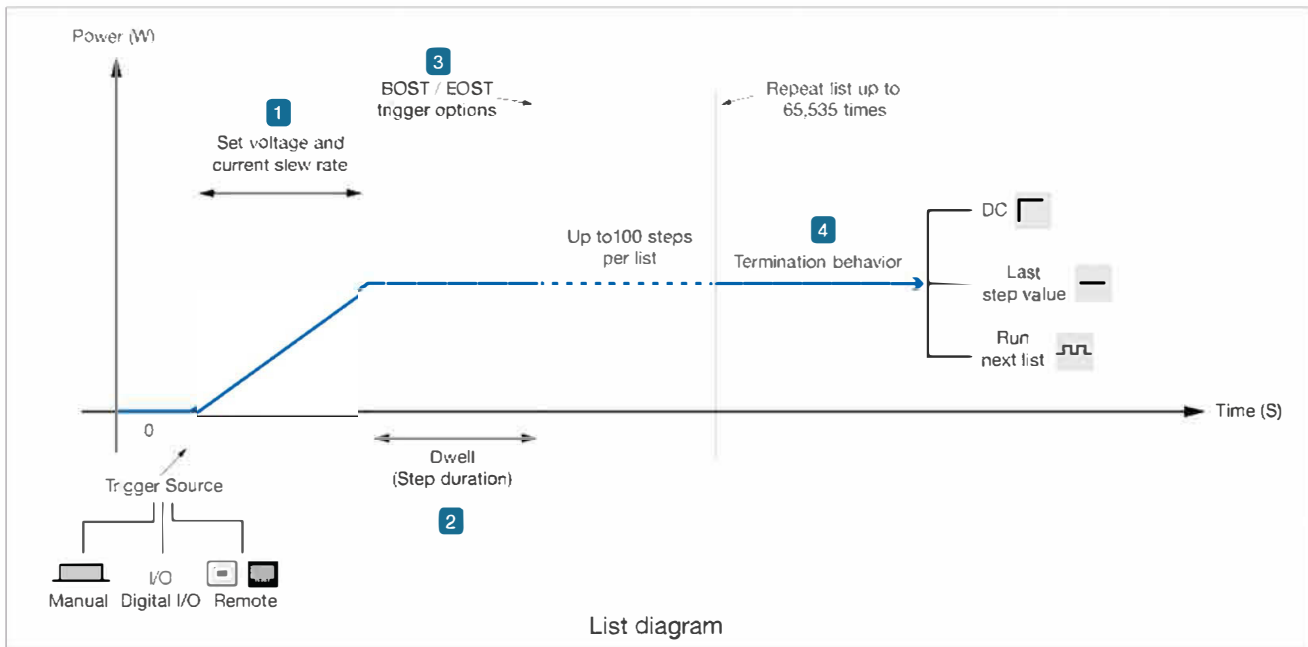 Power (W)
3
BOST / EOST
trigger options
Repeat list up to
65,535 times
1
Set voltage and
current slew rate
DC
Up to100 steps
per list
4
Termination behavior
Last
step value
Run
next list
Time (S)
0
Dwell
(Step duration)
2
Trigger Source
I/O
Manual
Digital I/O
Remote
List diagram